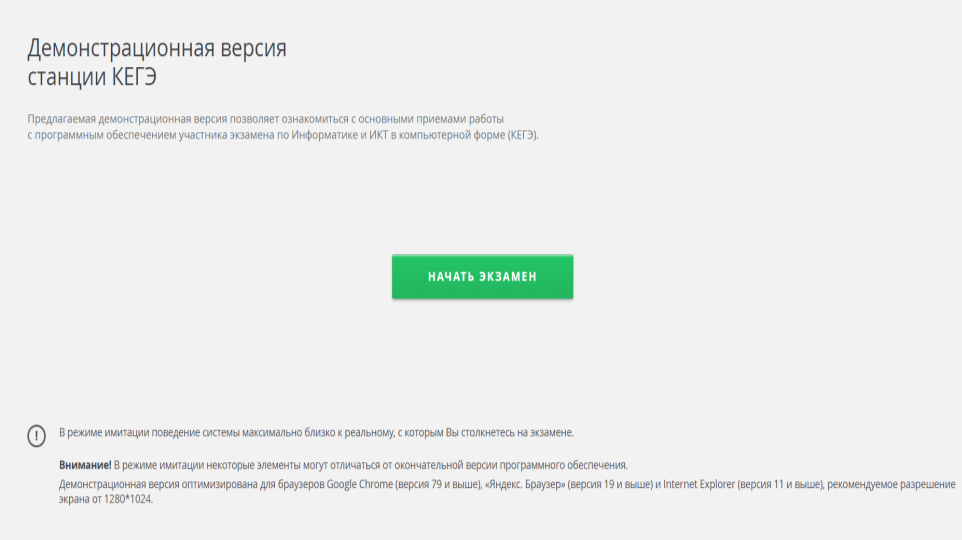 Демонстрационная версия
станции КЕГЭ
Предлагаемая демонстрационная версия позволяет ознакомиться с основными приемами работы
с программным обеспечением участника экзамена по Информатике и ИКТ в компьютерной форме (КЕГЭ).
НАЧАТЬ ЭКЗАМЕН
В режиме имитации поведение системы максимально близко к реальному, с которым Вы столкнетесь на экзамене.
Внимание! В режиме имитации некоторые элементы могут отличаться от окончательной версии программного обеспечения.
Демонстрационная версия оптимизирована для браузеров Google Chrome (версия 79 и выше), «Яндекс. Браузер» (версия 19 и выше) и Internet Explorer (версия 11 и выше), рекомендуемое разрешение
экрана от 1280*1024.